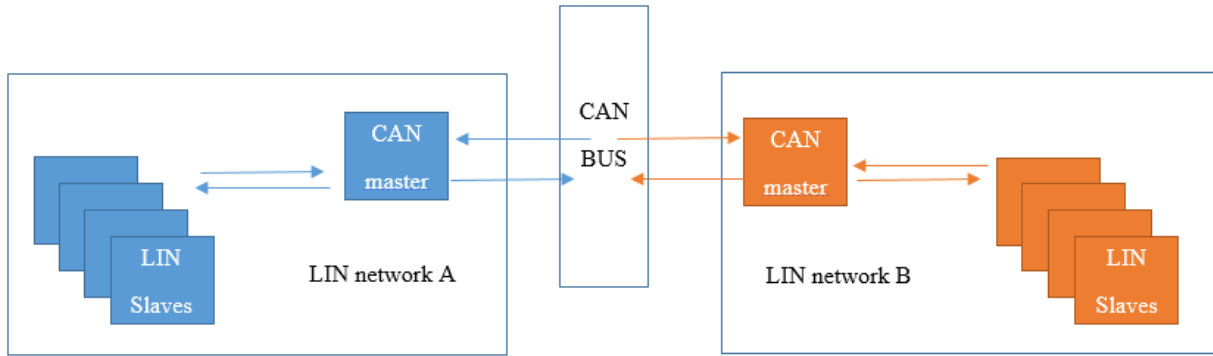 CAN
master
LIN
Slaves
LIN network A
CAN
BUS
CAN
master
LIN
Slaves
LIN network B